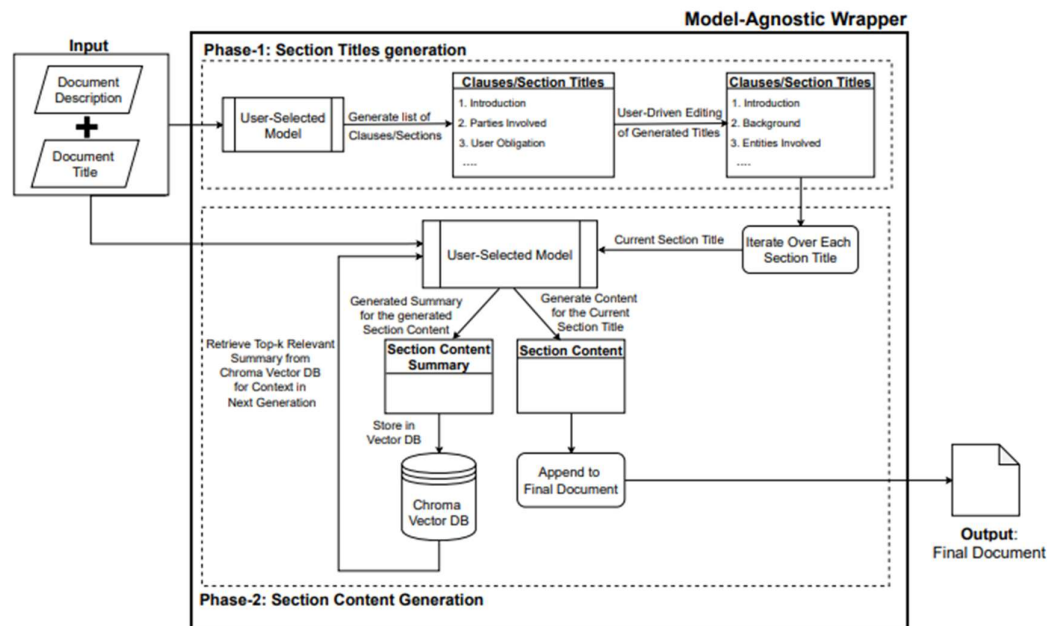 Model-Agnostic Wrapper
Input
Document
Description
Document
Title
Phase-1: Section Titles generation
User-Selected
Model
Generate list of
Clauses/Sections
Clauses/Section Titles
1. Introduction
2. Parties Involved
3. User Obligation
....
User-Driven Editing
of Generated Titles
Clauses/Section Titles
1. Introduction
2. Background
3. Entities Involved
....
Iterate Over Each
Section Title
Current Section Title
User-Selected Model
Generated Summary
for the generated
Section Content
Generate Content
for the Current
Section Title
Retrieve Top-k Relevant
Summary from
Chroma Vector DB
for Context in
Next Generation
Section Content
Summary
Section Content
Store in
Vector DB
Chroma
Vector DB
Append to
Final Document
Output:
Final Document
Phase-2: Section Content Generation